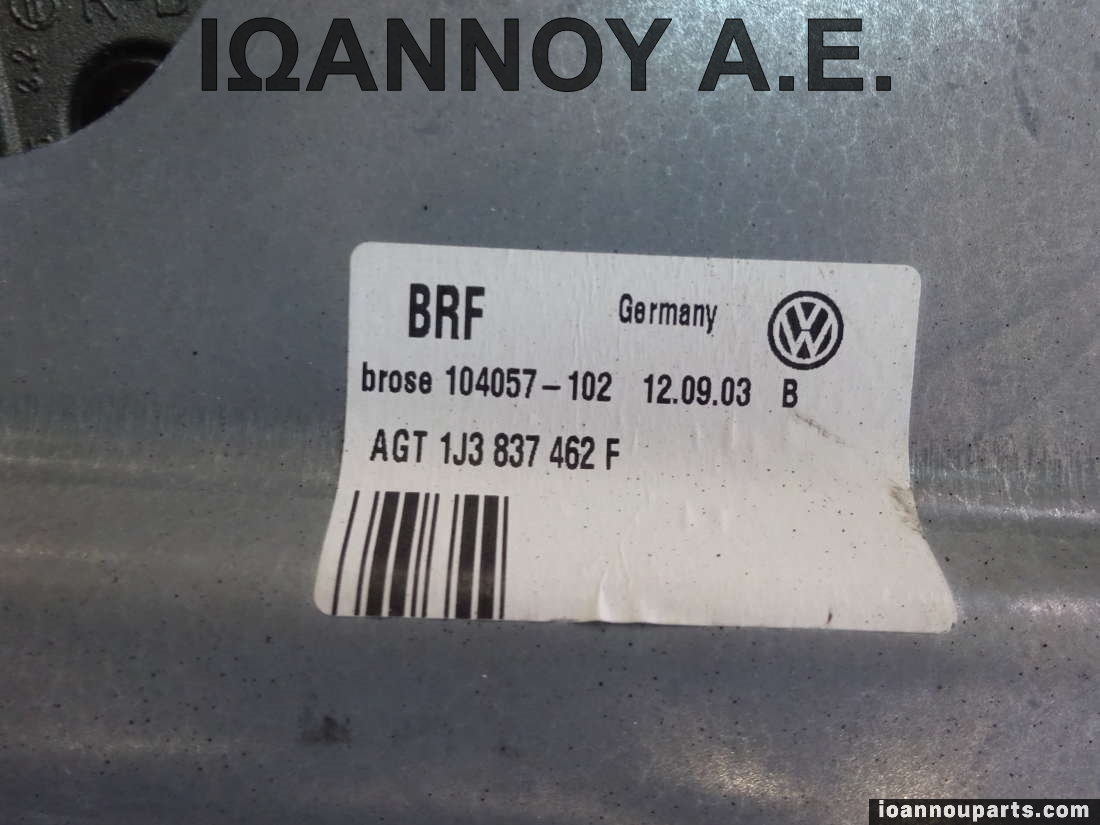 ΙΩΑΝΝΟΥ Α.Ε.
BRF Germany
brose 104057-102 12.09.03 B
AGT 1J3 837 462 F
ioannouparts.com